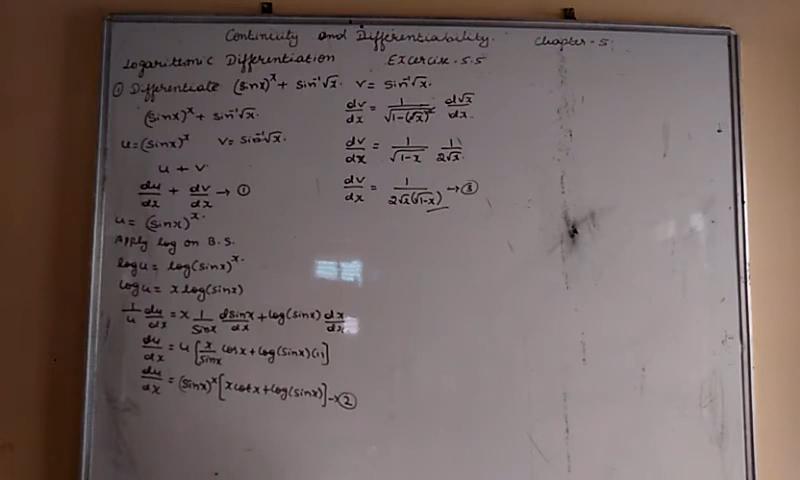 Continuity and Differentiability. Chapter-5.
Logaritemic Differentiation Excercise-5.5
① Differentiate (sinx)^x + sin⁻¹√x.
(sinx)^x + sin⁻¹√x.
u=(sinx)^x v= sin⁻¹√x.
u + v.
du/dx + dv/dx → ①
u= (sinx)^x.
Apply log on B.S.
logu= log(sinx)^x.
logu= x log(sinx)
1/u du/dx = x 1/sinx dsinx/dx + log(sinx) dx/dx
du/dx = u [x/sinx cosx + log(sinx)(1)]
du/dx = (sinx)^x [x cotx + log(sinx)] → ②
v= sin⁻¹√x.
dv/dx = 1/√(1-(√x)²) d√x/dx.
dv/dx = 1/√(1-x) 1/2√x
dv/dx = 1/2√x(√1-x) → ③